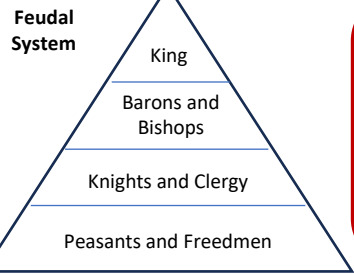 Feudal
System
King
Barons and
Bishops
Knights and Clergy
Peasants and Freedmen